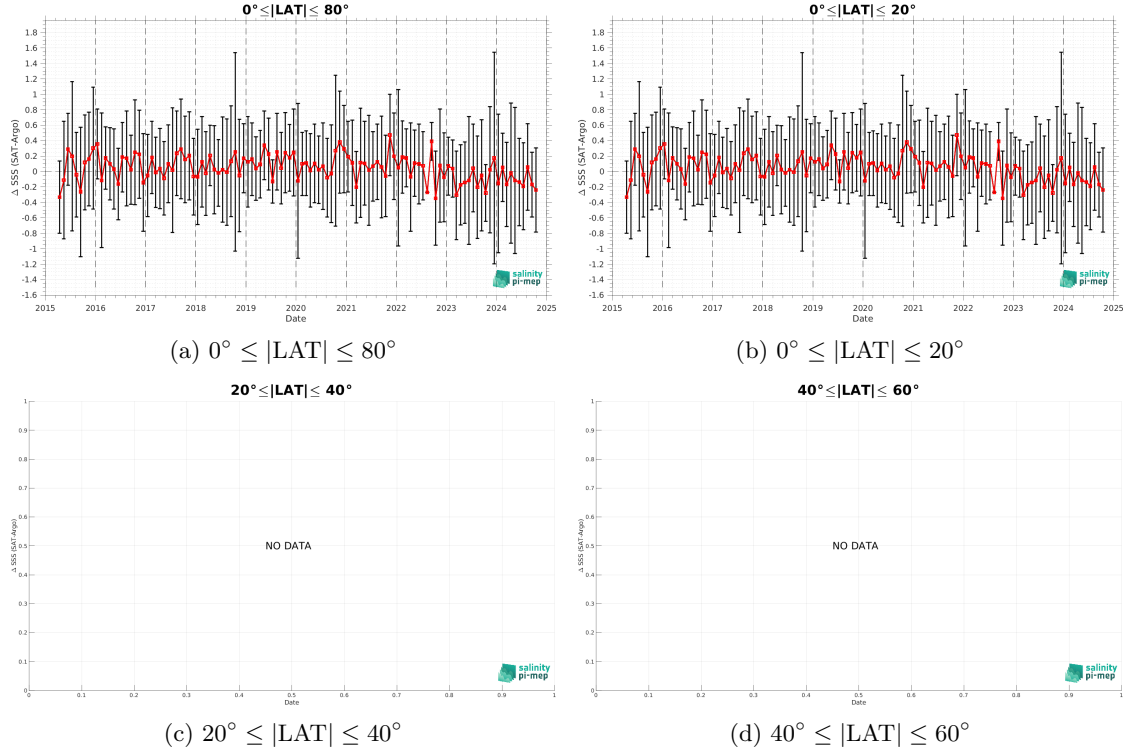 0°≤|LAT|≤ 80°
Δ SSS (SAT-Argo)
1.8
1.6
1.4
1.2
1
0.8
0.6
0.4
0.2
0
-0.2
-0.4
-0.6
-0.8
-1
-1.2
-1.4
-1.6
2015 2016 2017 2018 2019 2020 2021 2022 2023 2024 2025
Date
salinity
pi-mep
(a) 0° ≤ |LAT| ≤ 80°
0°≤|LAT|≤ 20°
Δ SSS (SAT-Argo)
1.8
1.6
1.4
1.2
1
0.8
0.6
0.4
0.2
0
-0.2
-0.4
-0.6
-0.8
-1
-1.2
-1.4
-1.6
2015 2016 2017 2018 2019 2020 2021 2022 2023 2024 2025
Date
salinity
pi-mep
(b) 0° ≤ |LAT| ≤ 20°
20°≤|LAT|≤ 40°
Δ SSS (SAT-Argo)
1
0.9
0.8
0.7
0.6
0.5
0.4
0.3
0.2
0.1
0
NO DATA
0 0.1 0.2 0.3 0.4 0.5 0.6 0.7 0.8 0.9 1
Date
salinity
pi-mep
(c) 20° ≤ |LAT| ≤ 40°
40°≤|LAT|≤ 60°
Δ SSS (SAT-Argo)
1
0.9
0.8
0.7
0.6
0.5
0.4
0.3
0.2
0.1
0
NO DATA
0 0.1 0.2 0.3 0.4 0.5 0.6 0.7 0.8 0.9 1
Date
salinity
pi-mep
(d) 40° ≤ |LAT| ≤ 60°